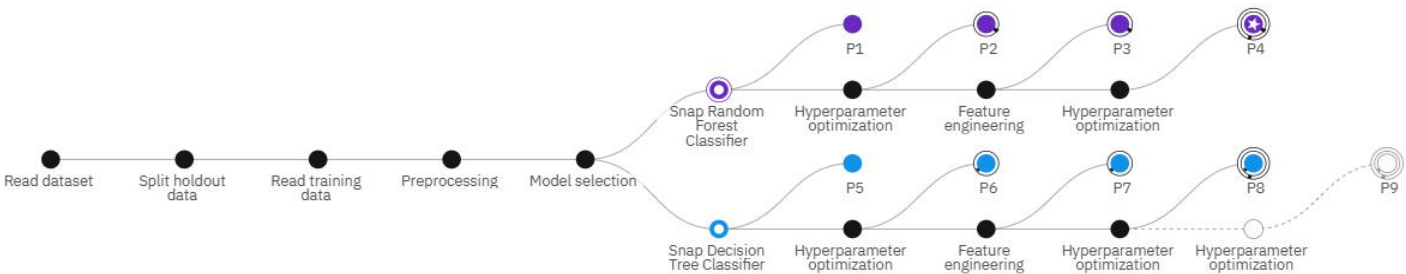 P1
P2
P3
P4
Snap Random
Forest
Classifier
Hyperparameter
optimization
Feature
engineering
Hyperparameter
optimization
Read dataset
Split holdout
data
Read training
data
Preprocessing
Model selection
P5
P6
P7
P8
P9
Snap Decision
Tree Classifier
Hyperparameter
optimization
Feature
engineering
Hyperparameter
optimization
Hyperparameter
optimization